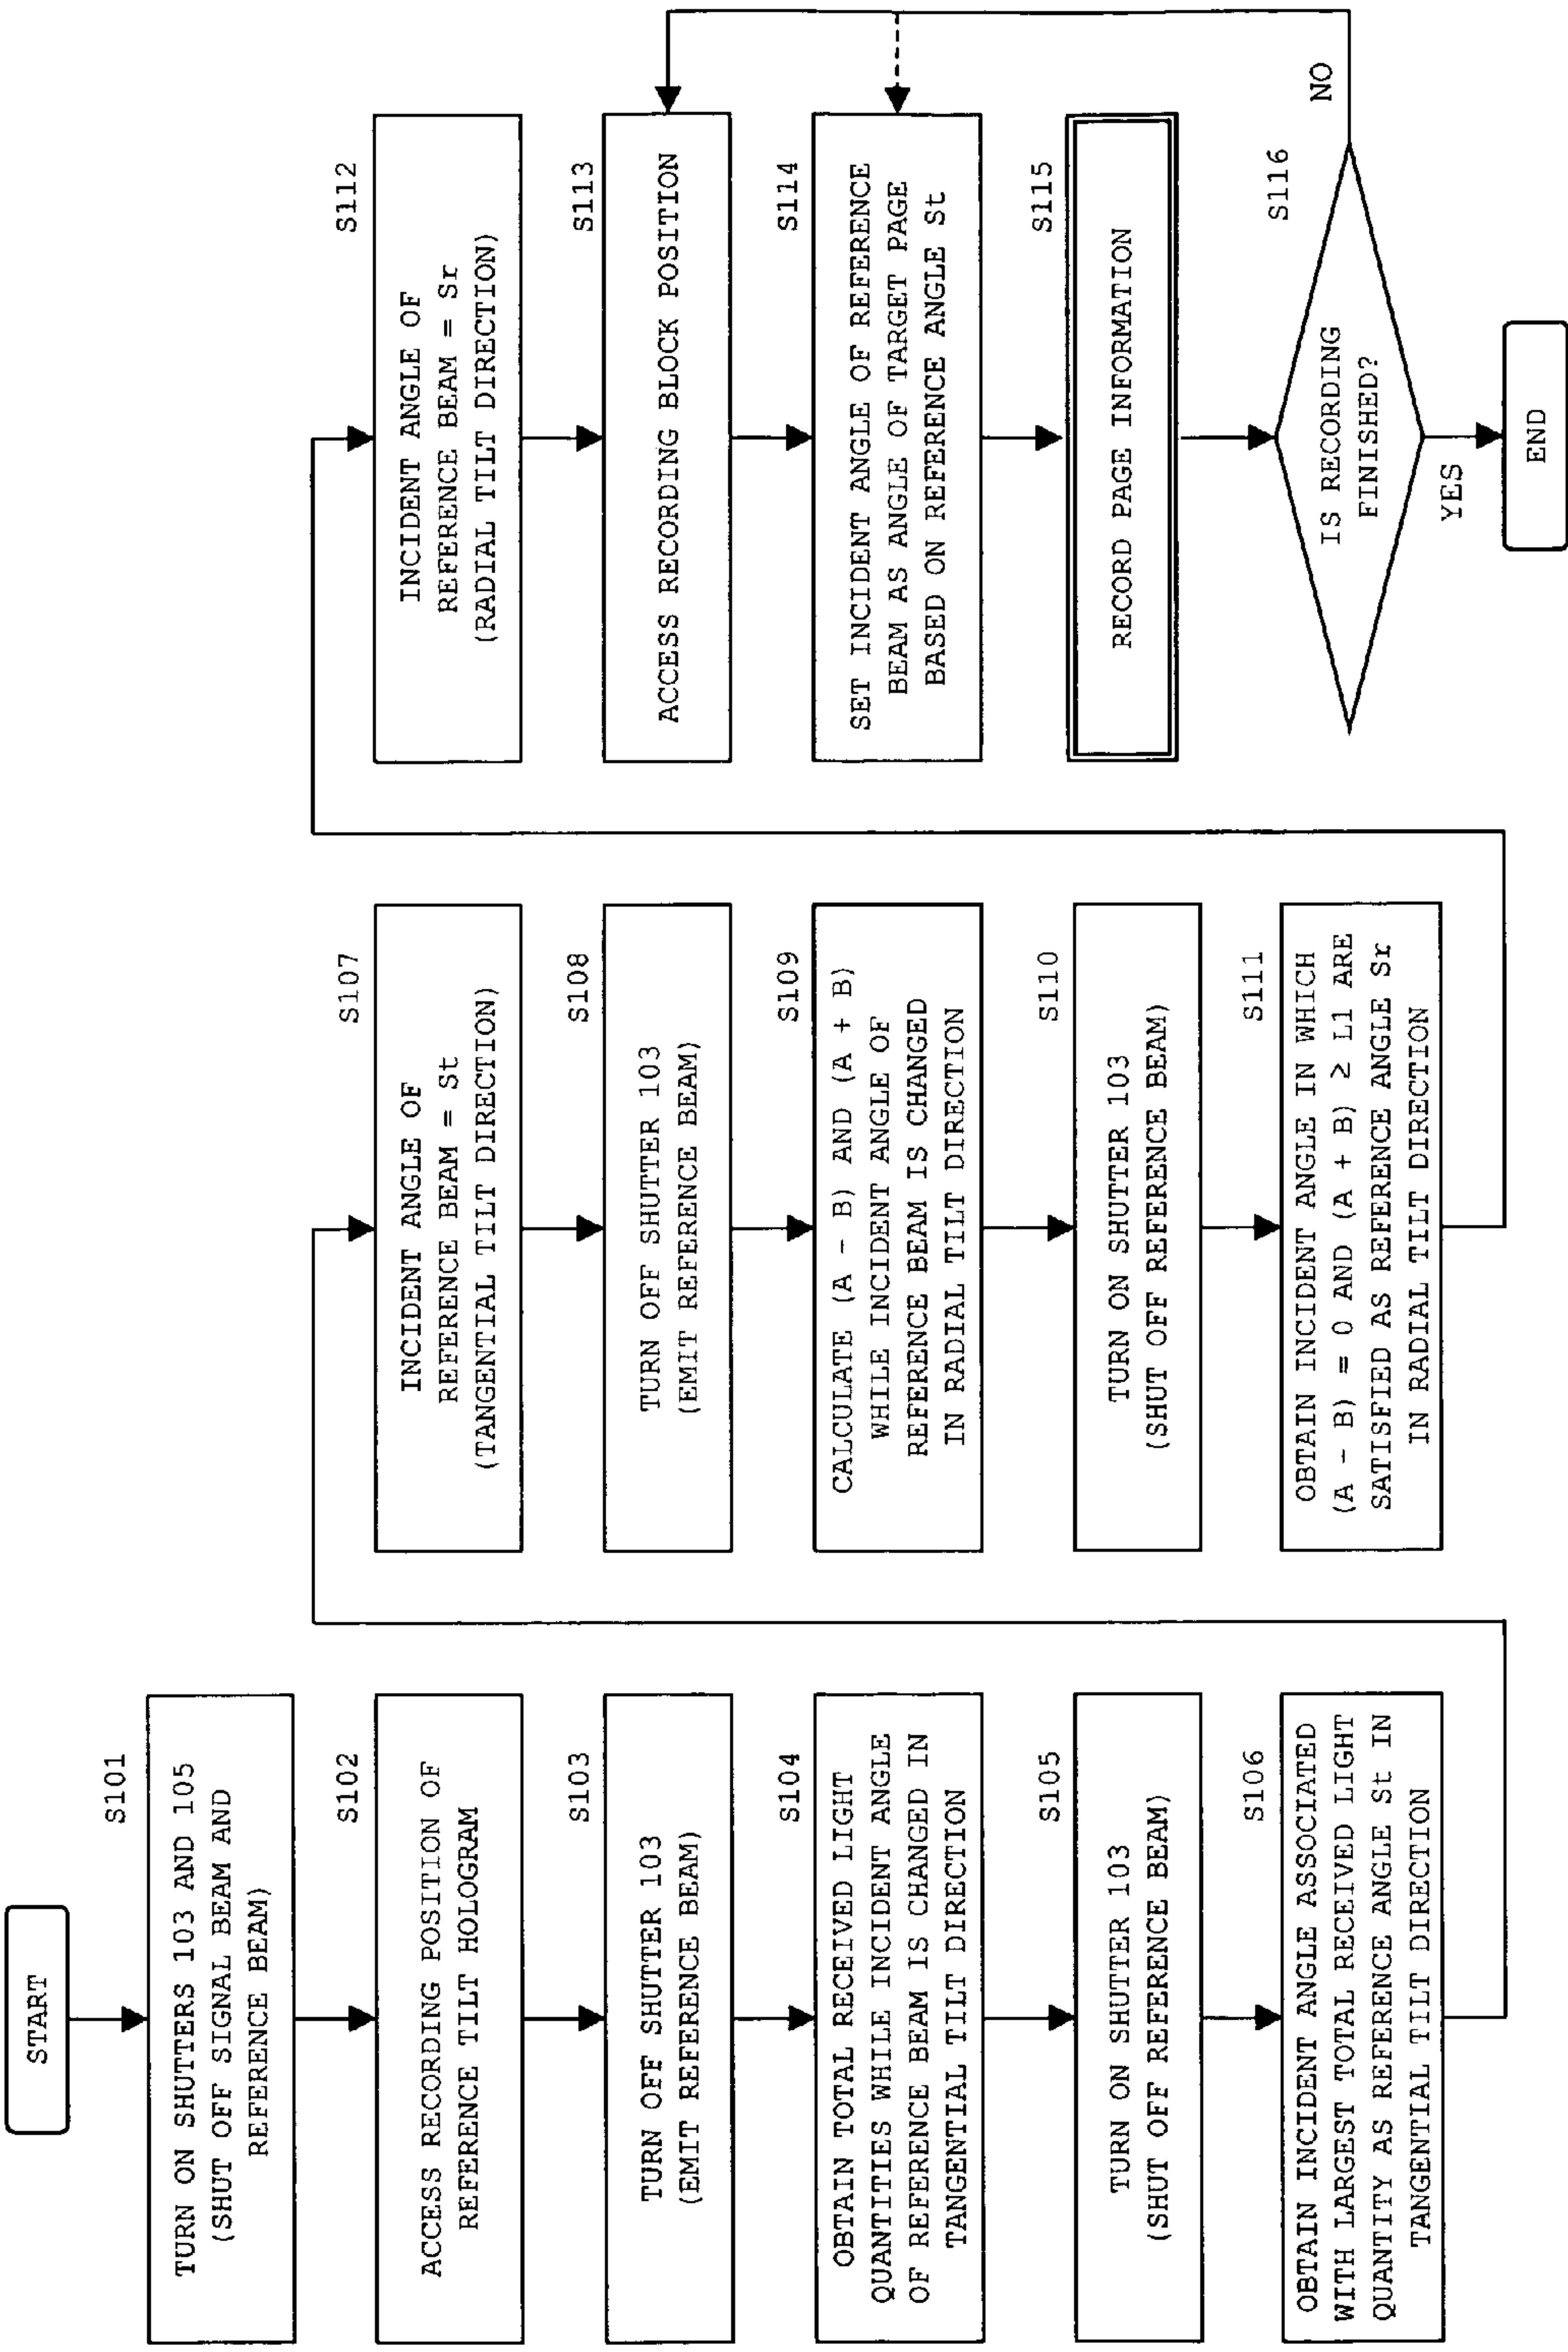 START
S101
TURN ON SHUTTERS 103 AND 105
(SHUT OFF SIGNAL BEAM AND
REFERENCE BEAM)
S102
ACCESS RECORDING POSITION OF
REFERENCE TILT HOLOGRAM
S103
TURN OFF SHUTTER 103
(EMIT REFERENCE BEAM)
S104
OBTAIN TOTAL RECEIVED LIGHT
QUANTITIES WHILE INCIDENT ANGLE
OF REFERENCE BEAM IS CHANGED IN
TANGENTIAL TILT DIRECTION
S105
TURN ON SHUTTER 103
(SHUT OFF REFERENCE BEAM)
S106
OBTAIN INCIDENT ANGLE ASSOCIATED
WITH LARGEST TOTAL RECEIVED LIGHT
QUANTITY AS REFERENCE ANGLE St IN
TANGENTIAL TILT DIRECTION
S107
INCIDENT ANGLE OF
REFERENCE BEAM = St
(TANGENTIAL TILT DIRECTION)
S108
TURN OFF SHUTTER 103
(EMIT REFERENCE BEAM)
S109
CALCULATE (A - B) AND (A + B)
WHILE INCIDENT ANGLE OF
REFERENCE BEAM IS CHANGED
IN RADIAL TILT DIRECTION
S110
TURN ON SHUTTER 103
(SHUT OFF REFERENCE BEAM)
S111
OBTAIN INCIDENT ANGLE IN WHICH
(A - B) = 0 AND (A + B) ≥ L1 ARE
SATISFIED AS REFERENCE ANGLE Sr
IN RADIAL TILT DIRECTION
S112
INCIDENT ANGLE OF
REFERENCE BEAM = Sr
(RADIAL TILT DIRECTION)
S113
ACCESS RECORDING BLOCK POSITION
S114
SET INCIDENT ANGLE OF REFERENCE
BEAM AS ANGLE OF TARGET PAGE
BASED ON REFERENCE ANGLE St
S115
RECORD PAGE INFORMATION
S116
IS RECORDING
FINISHED?
NO
YES
END